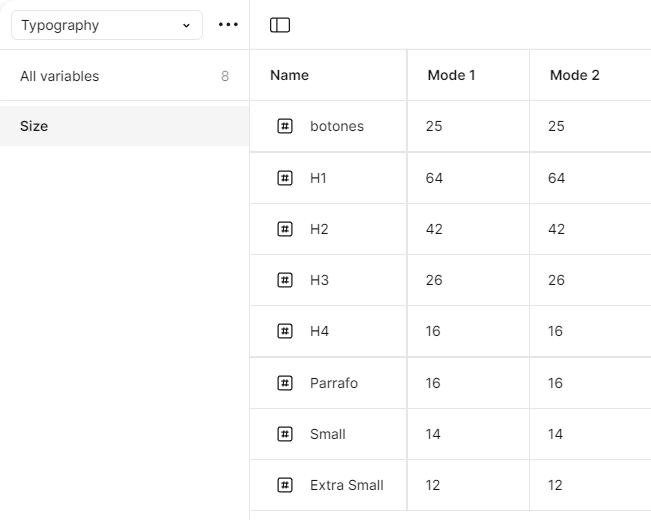 Typography
All variables 8
Size
Name Mode 1 Mode 2
botones 25 25
H1 64 64
H2 42 42
H3 26 26
H4 16 16
Parrafo 16 16
Small 14 14
Extra Small 12 12